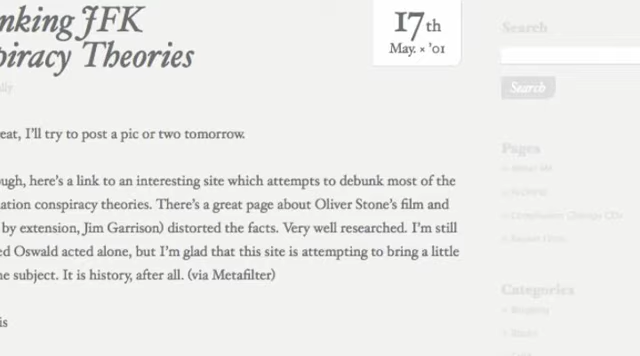 nking JFK
piracy Theories
17th
May. × '01
eat, I'll try to post a pic or two tomorrow.
ugh, here's a link to an interesting site which attempts to debunk most of the
ation conspiracy theories. There's a great page about Oliver Stone's film and
by extension, Jim Garrison) distorted the facts. Very well researched. I'm still
ed Oswald acted alone, but I'm glad that this site is attempting to bring a little
ne subject. It is history, after all. (via Metafilter)
is
Search
Search
Pages
Categories